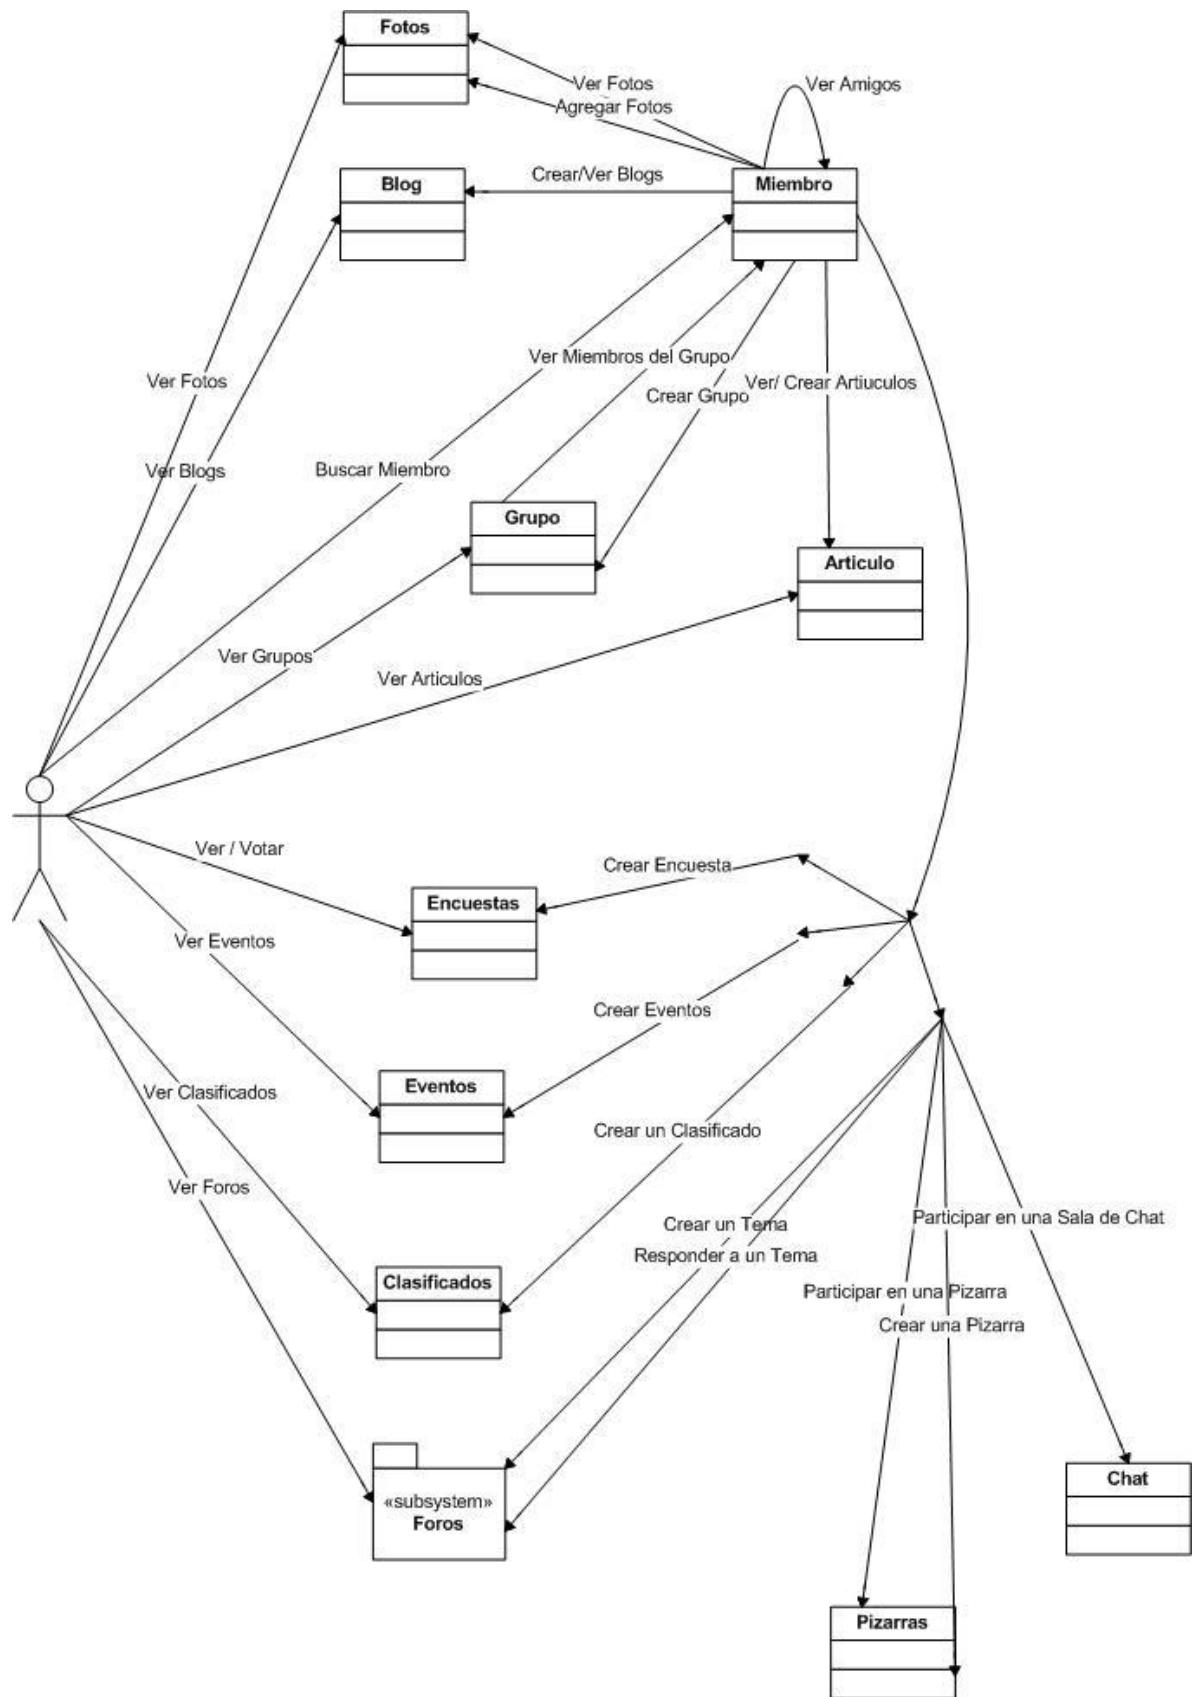 Fotos
Ver Fotos
Agregar Fotos
Ver Amigos
Blog
Crear/Ver Blogs
Miembro
Ver Fotos
Ver Miembros del Grupo
Crear Grupo
Ver/ Crear Artiuculos
Ver Blogs
Buscar Miembro
Grupo
Articulo
Ver Grupos
Ver Articulos
Ver / Votar
Crear Encuesta
Encuestas
Ver Eventos
Crear Eventos
Eventos
Ver Clasificados
Crear un Clasificado
Ver Foros
Crear un Tema
Participar en una Sala de Chat
Responder a un Tema
Clasificados
Participar en una Pizarra
Crear una Pizarra
«subsystem»
Foros
Chat
Pizarras